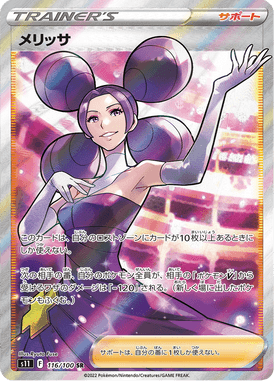 TRAINER'S
サポート
メリッサ
このカードは、自分のロストゾーンにカードが10枚以上あるときに
しか使えない。
次の相手の番、自分のポケモン全員が、相手の「ポケモンV」から
受けるワザのダメージは「-120」される。（新しく場に出した
ポケモンもふくむ。）
s11
F
116/100 SR
サポートは、自分の番に1枚しか使えない。
©2022 Pokémon/Nintendo/Creatures/GAME FREAK.